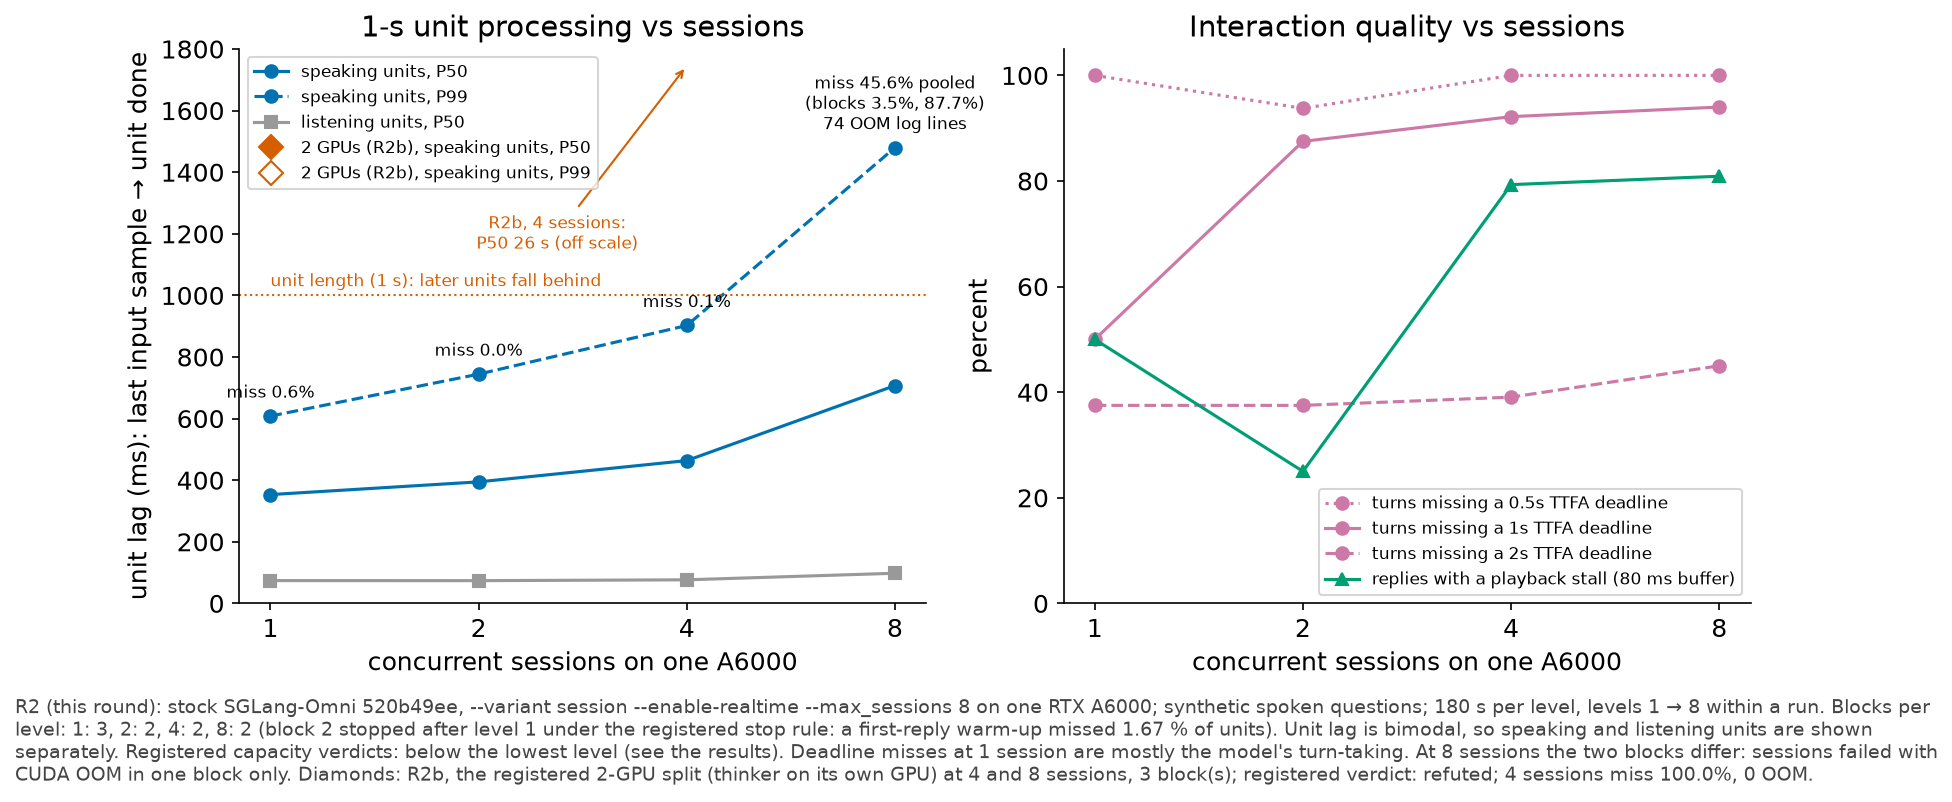 1-s unit processing vs sessions
unit lag (ms): last input sample → unit done
1800
1600
1400
1200
1000
800
600
400
200
0
speaking units, P50
speaking units, P99
listening units, P50
2 GPUs (R2b), speaking units, P50
2 GPUs (R2b), speaking units, P99
miss 45.6% pooled
(blocks 3.5%, 87.7%)
74 OOM log lines
R2b, 4 sessions:
P50 26 s (off scale)
unit length (1 s): later units fall behind
miss 0.1%
miss 0.0%
miss 0.6%
1
2
4
8
concurrent sessions on one A6000
Interaction quality vs sessions
percent
100
80
60
40
20
0
turns missing a 0.5s TTFA deadline
turns missing a 1s TTFA deadline
turns missing a 2s TTFA deadline
replies with a playback stall (80 ms buffer)
1
2
4
8
concurrent sessions on one A6000
R2 (this round): stock SGLang-Omni 520b49ee, --variant session --enable-realtime --max_sessions 8 on one RTX A6000; synthetic spoken questions; 180 s per level, levels 1 → 8 within a run. Blocks per
level: 1: 3, 2: 2, 4: 2, 8: 2 (block 2 stopped after level 1 under the registered stop rule: a first-reply warm-up missed 1.67 % of units). Unit lag is bimodal, so speaking and listening units are shown
separately. Registered capacity verdicts: below the lowest level (see the results). Deadline misses at 1 session are mostly the model's turn-taking. At 8 sessions the two blocks differ: sessions failed with
CUDA OOM in one block only. Diamonds: R2b, the registered 2-GPU split (thinker on its own GPU) at 4 and 8 sessions, 3 block(s); registered verdict: refuted; 4 sessions miss 100.0%, 0 OOM.